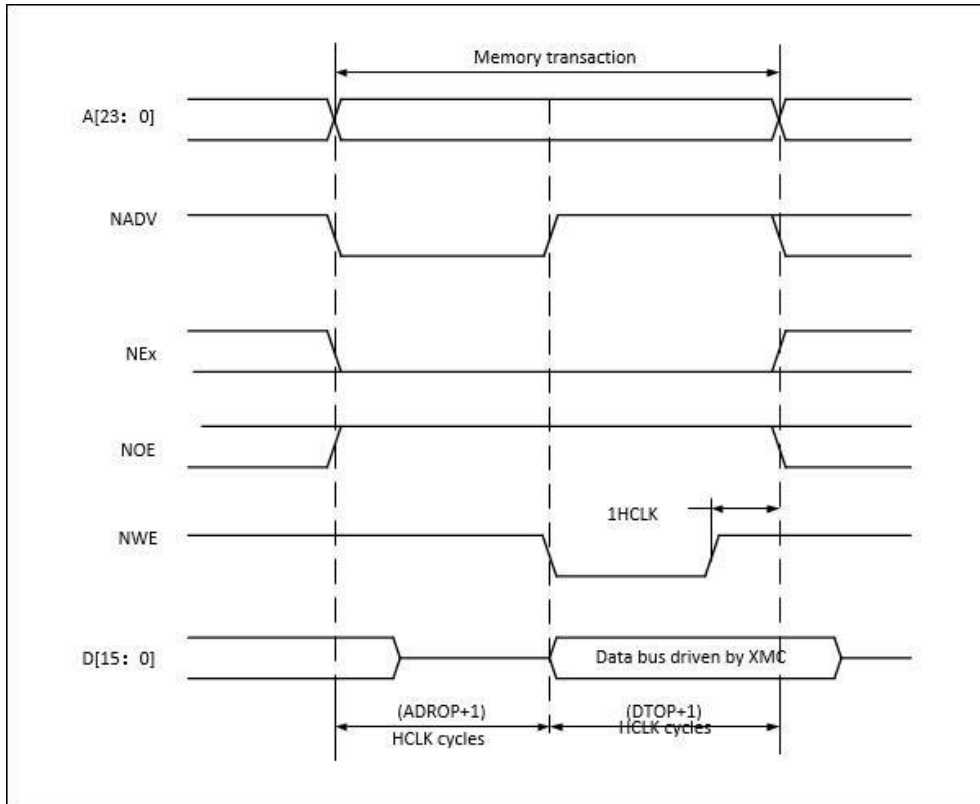 Memory transaction
A[23： 0]
NADV
NEx
NOE
1HCLK
NWE
D[15： 0]
Data bus driven by XMC
(ADROP+1)
HCLK cycles
(DTOP+1)
HCLK cycles